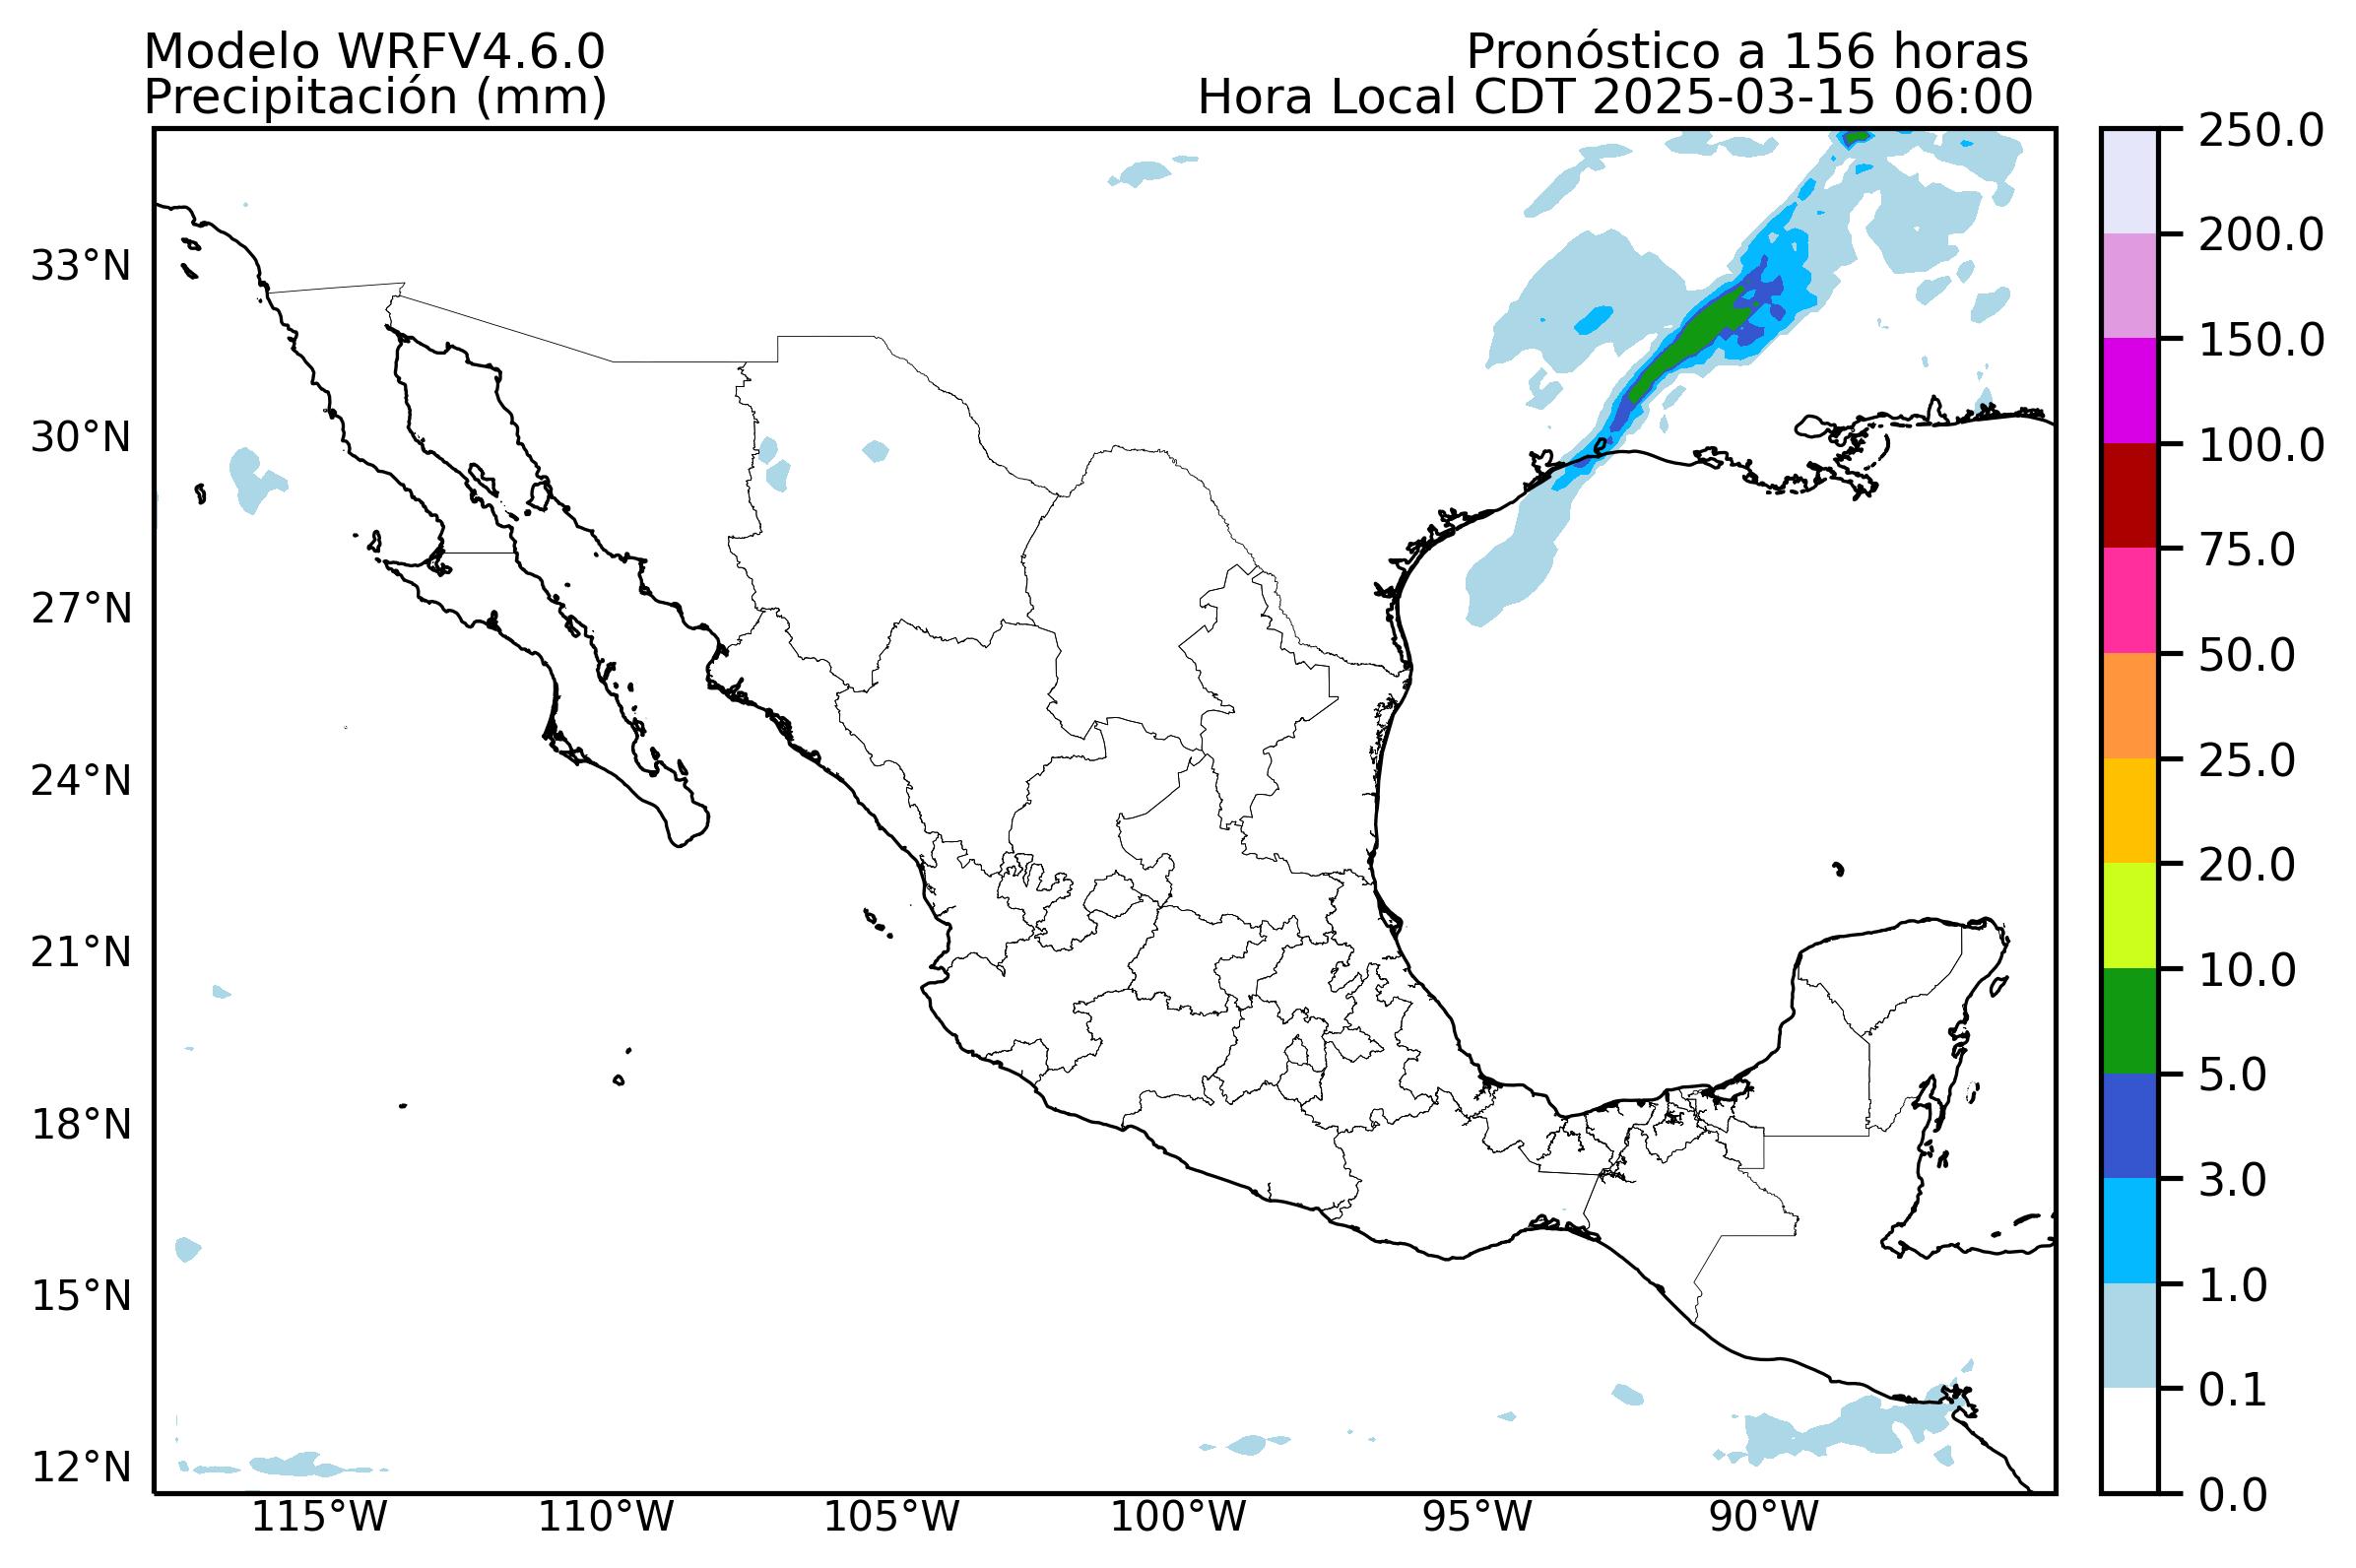 Modelo WRFV4.6.0
Pronóstico a 156 horas
Precipitación (mm)
Hora Local CDT 2025-03-15 06:00
33°N
30°N
27°N
24°N
21°N
18°N
15°N
12°N
115°W
110°W
105°W
100°W
95°W
90°W
250.0
200.0
150.0
100.0
75.0
50.0
25.0
20.0
10.0
5.0
3.0
1.0
0.1
0.0